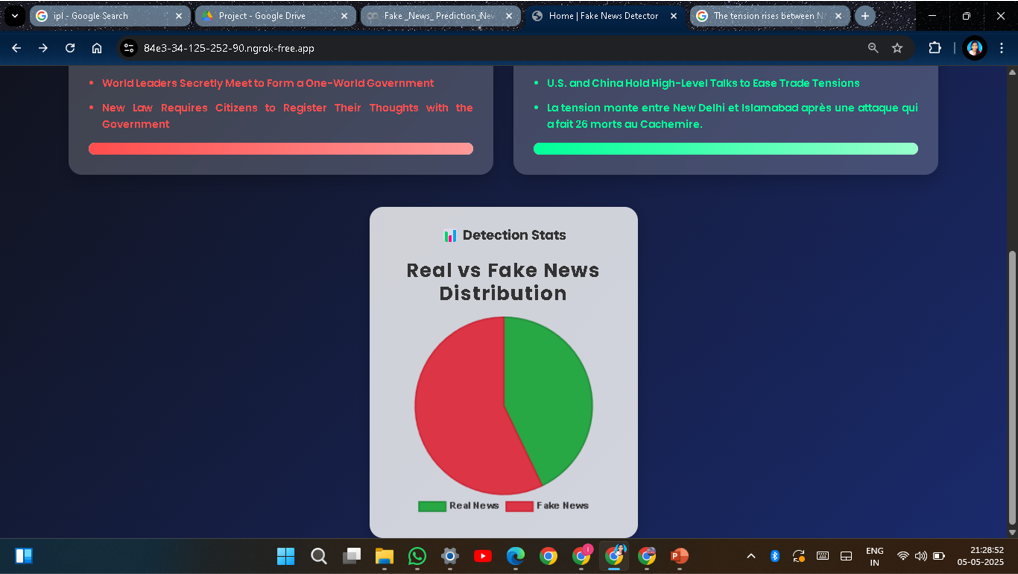 ipl - Google Search
Project - Google Drive
Fake _News_ Prediction_Ne
Home | Fake News Detector
The tension rises between N
84e3-34-125-252-90.ngrok-free.app
World Leaders Secretly Meet to Form a One-World Government
New Law Requires Citizens to Register Their Thoughts with the
Government
U.S. and China Hold High-Level Talks to Ease Trade Tensions
La tension monte entre New Delhi et Islamabad après une attaque qui
a fait 26 morts au Cachemire.
Detection Stats
Real vs Fake News
Distribution
Real News
Fake News
ENG
IN
21:28:52
05-05-2025